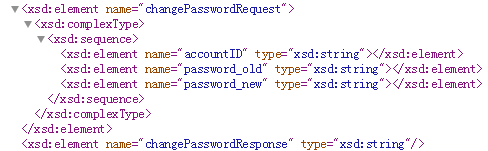 ▼<xsd:element name="changePasswordRequest">
▼<xsd:complexType>
▼<xsd:sequence>
<xsd:element name="accountID" type="xsd:string"></xsd:element>
<xsd:element name="password_old" type="xsd:string"></xsd:element>
<xsd:element name="password_new" type="xsd:string"></xsd:element>
</xsd:sequence>
</xsd:complexType>
</xsd:element>
<xsd:element name="changePasswordResponse" type="xsd:string"/>